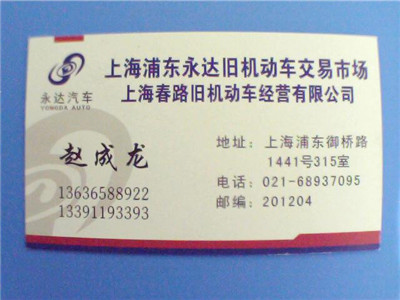 上海浦东永达旧机动车交易市场
上海春路旧机动车经营有限公司
永达汽车
YONGDA AUTO
赵成龙
13636588922
13391193393
地址：上海浦东御桥路
1441号315室
电话：021-68937095
邮编：201204